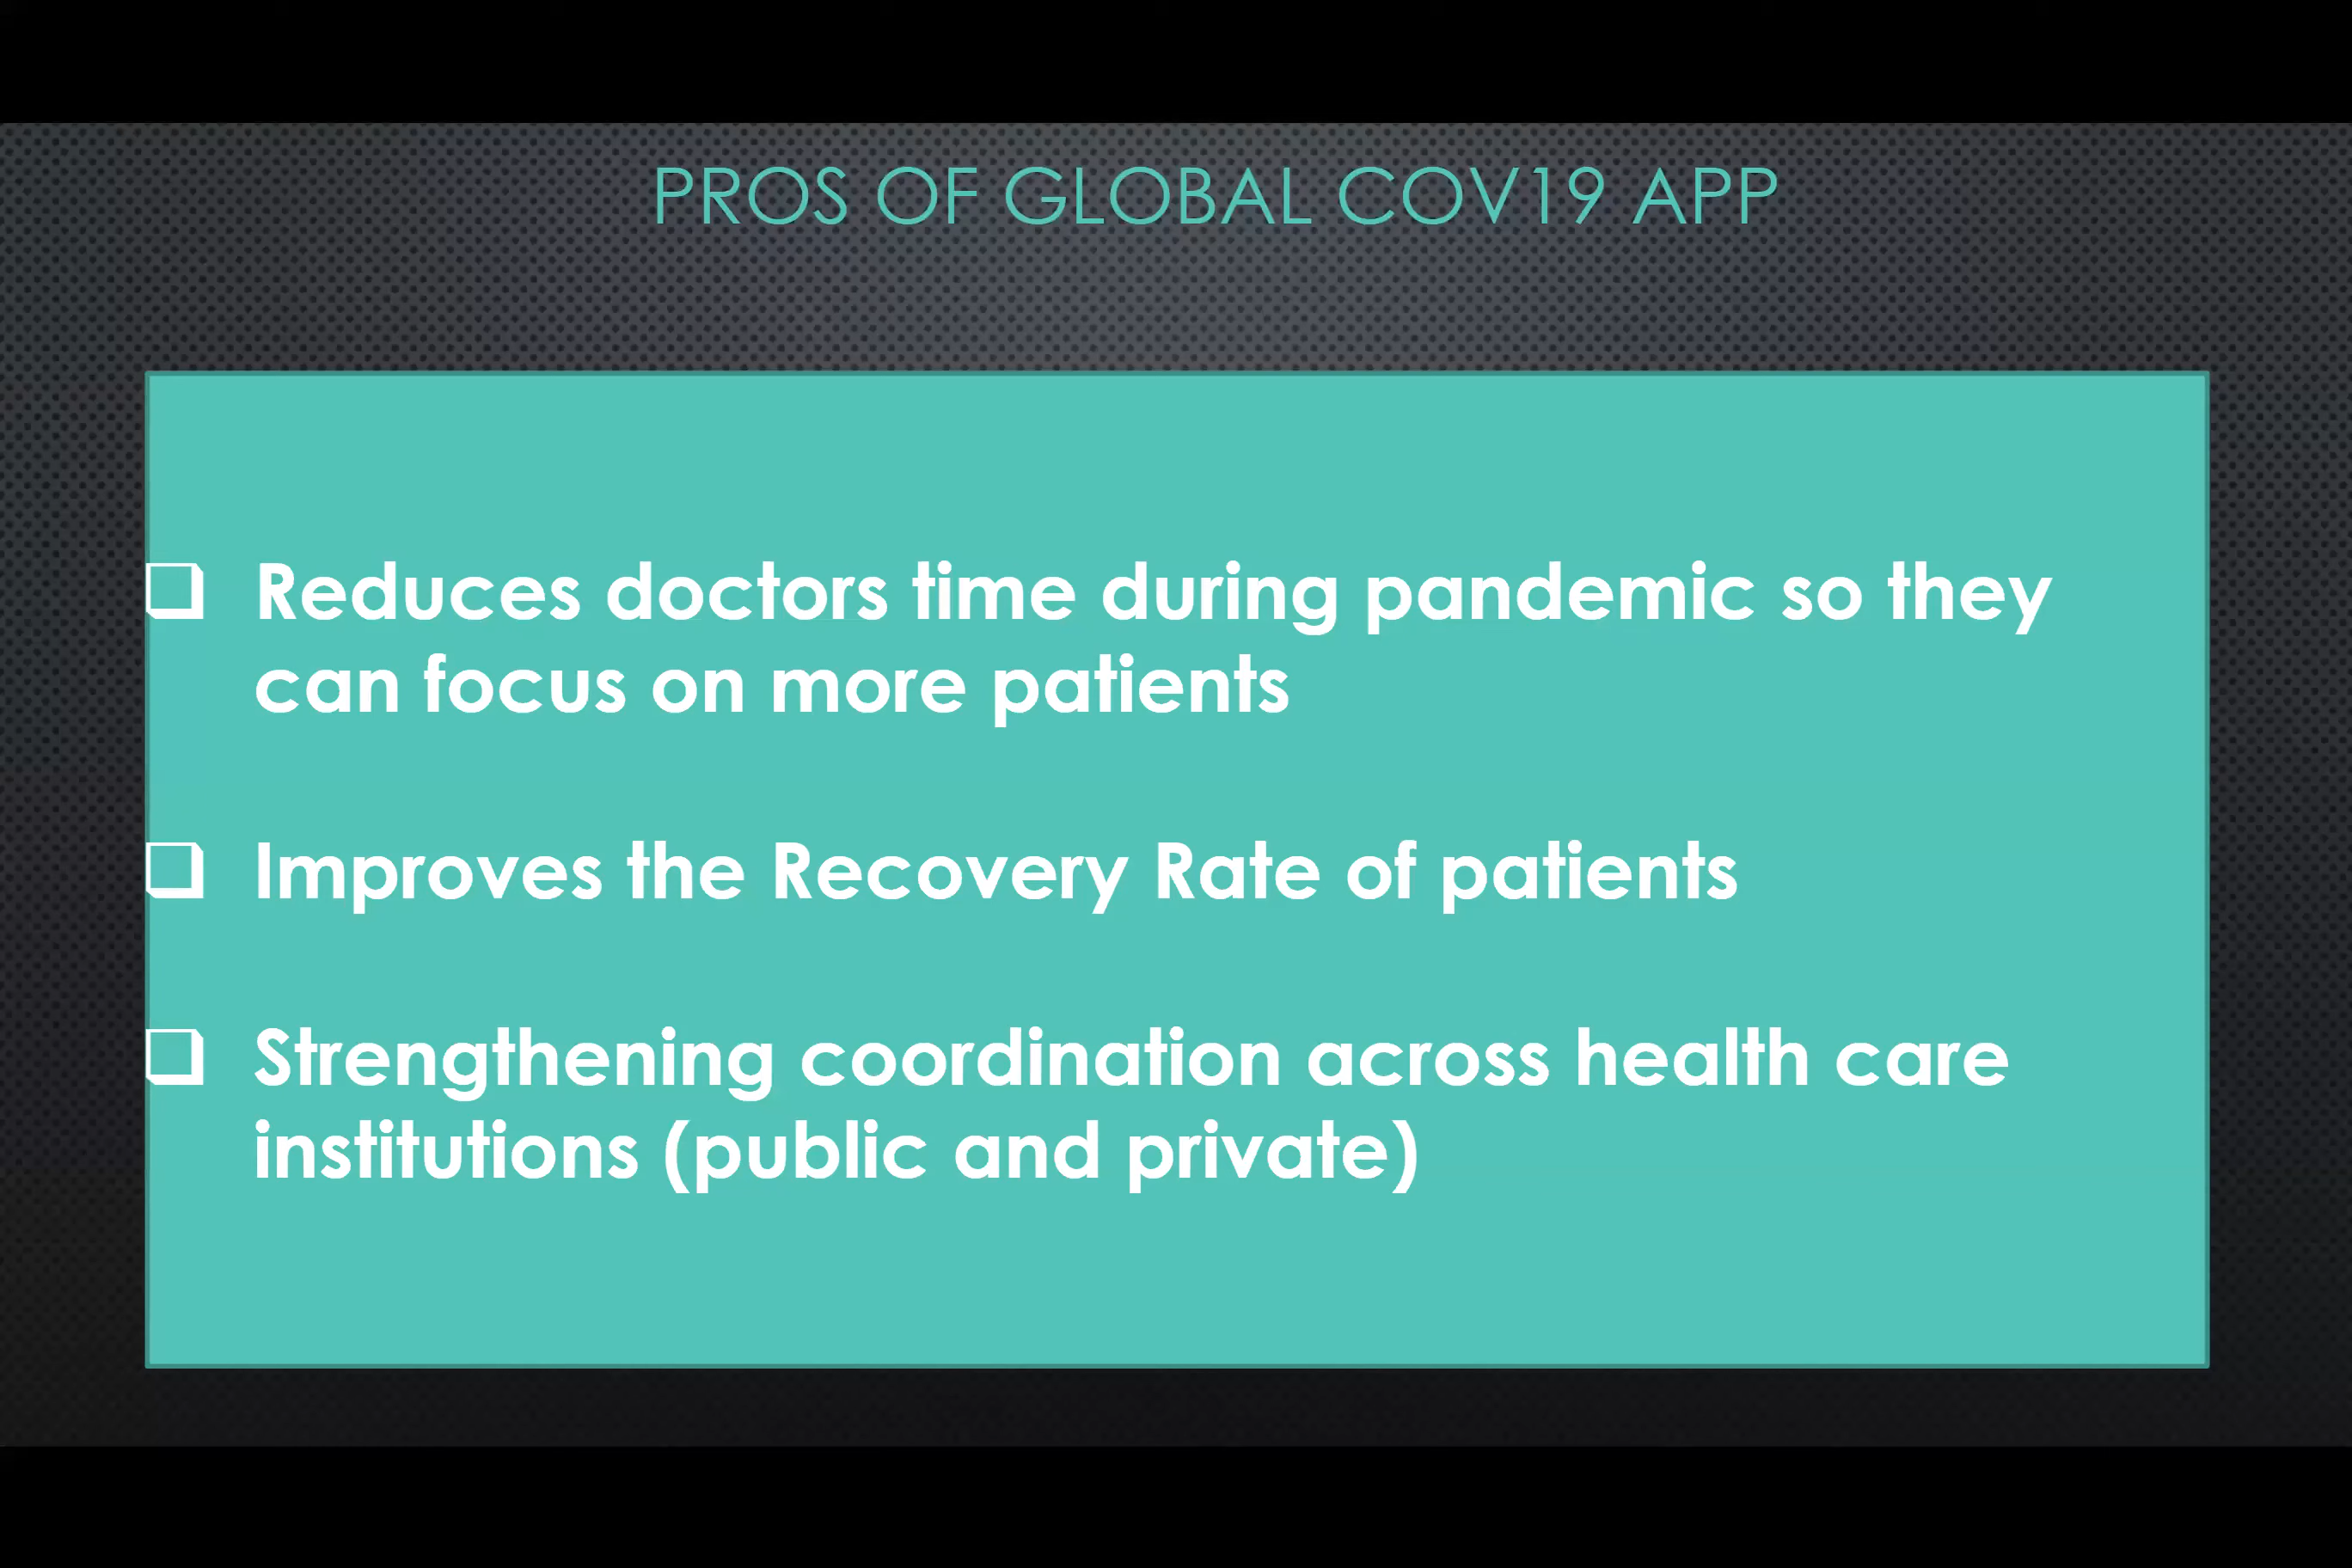 PROS OF GLOBAL COV19 APP
Reduces doctors time during pandemic so they
can focus on more patients
Improves the Recovery Rate of patients
Strengthening coordination across health care
institutions (public and private)